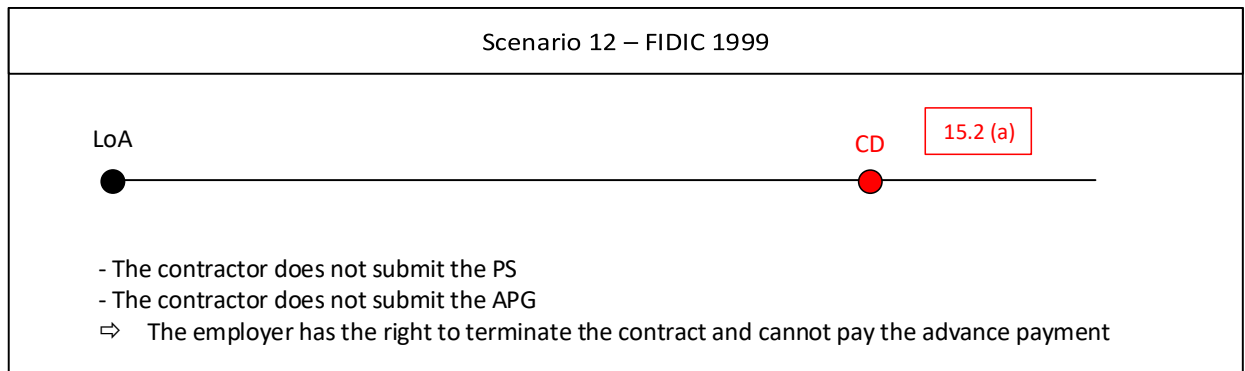 Scenario 12 – FIDIC 1999
15.2 (a)
LoA
CD
- The contractor does not submit the PS
- The contractor does not submit the APG
⇨ The employer has the right to terminate the contract and cannot pay the advance payment